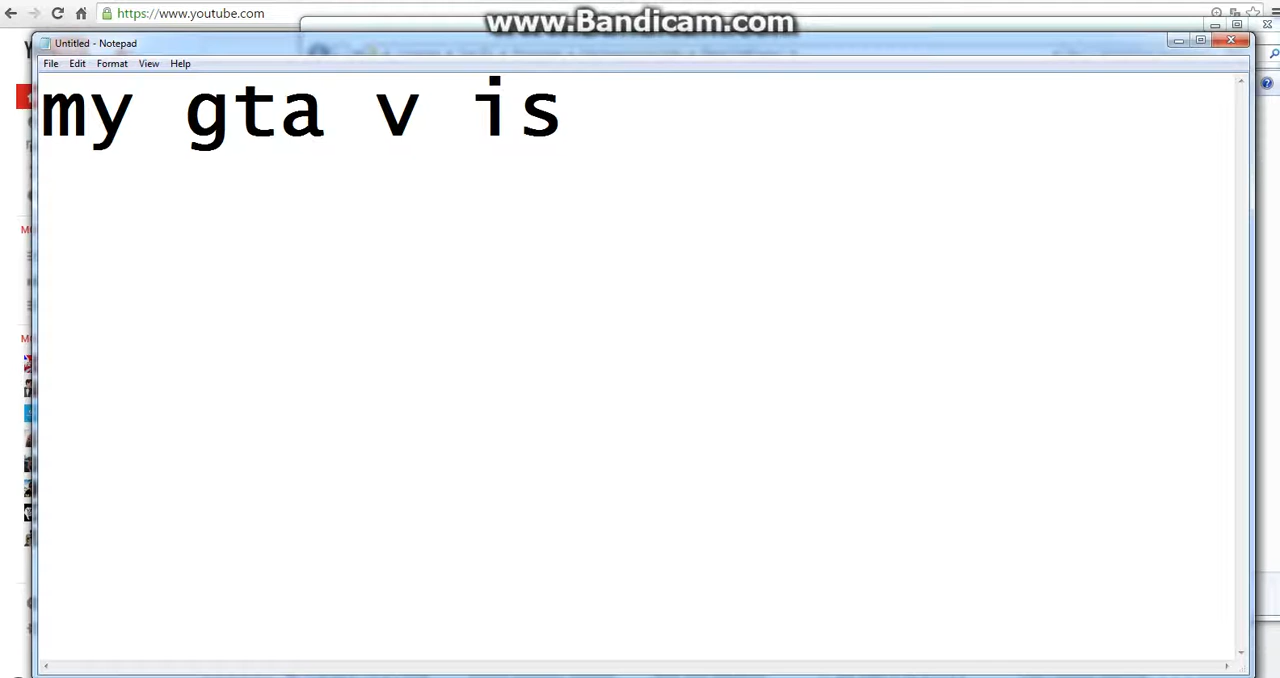 https://www.youtube.com
www.Bandicam.com
Untitled - Notepad
File Edit Format View Help
my gta v is